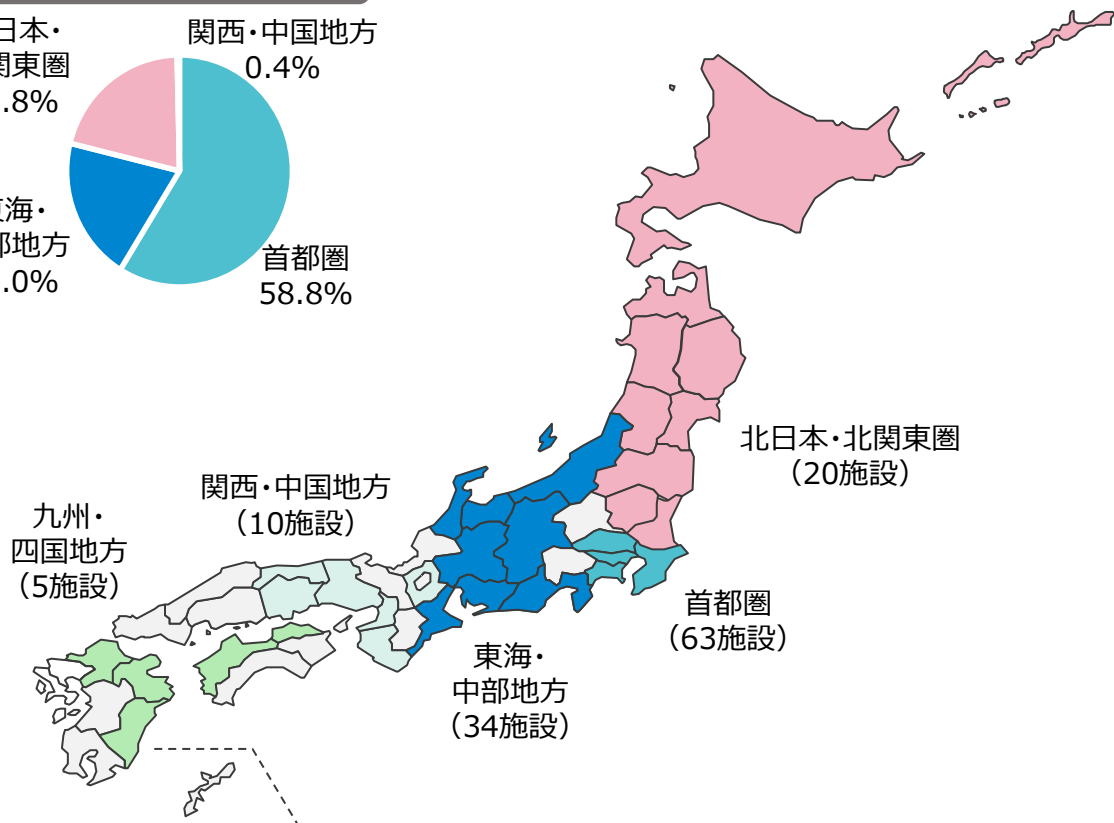 日本・
関東圏
.8%
関西・中国地方
0.4%
東海・
部地方
.0%
首都圏
58.8%
北日本・北関東圏
（20施設）
関西・中国地方
（10施設）
九州・
四国地方
（5施設）
首都圏
（63施設）
東海・
中部地方
（34施設）